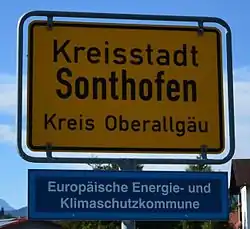 Kreisstadt
Sonthofen
Kreis Oberallgäu
Europäische Energie- und
Klimaschutzkommune